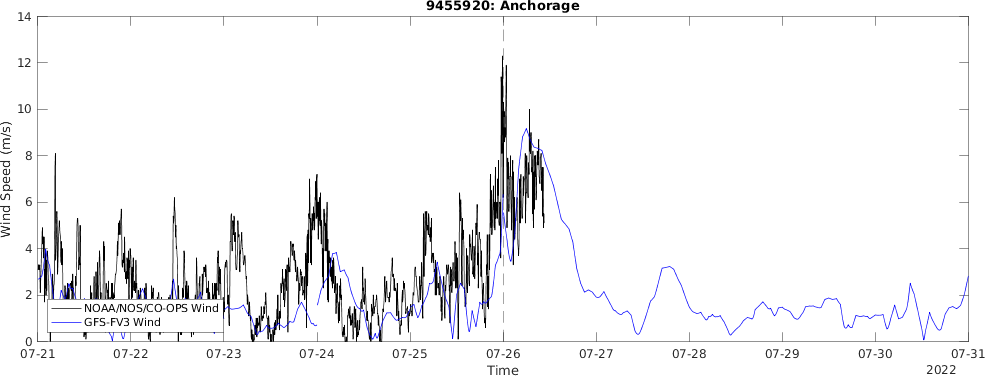 9455920: Anchorage
14
12
10
8
6
4
2
0
Wind Speed (m/s)
NOAA/NOS/CO-OPS Wind
GFS-FV3 Wind
07-21 07-22 07-23 07-24 07-25 07-26 07-27 07-28 07-29 07-30 07-31
Time
2022